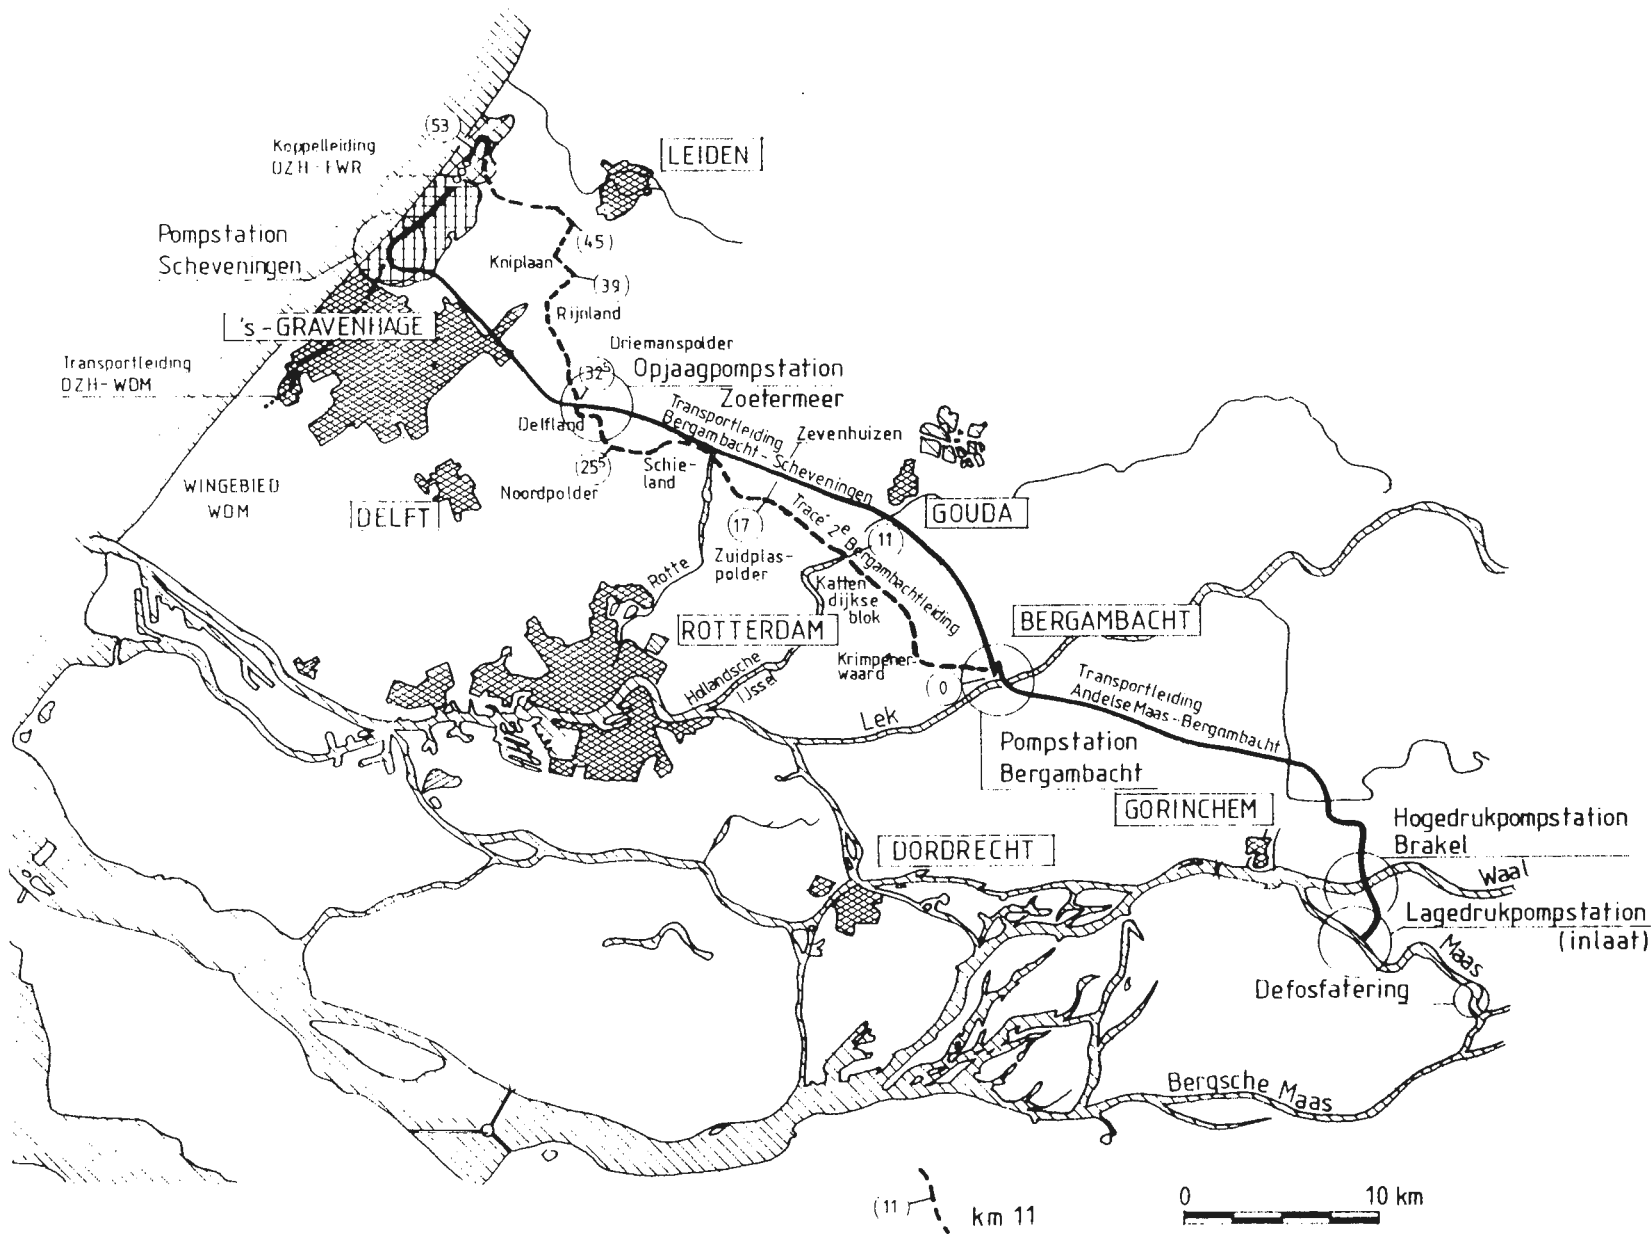 (53
Koppelleiding
DZH-EWR
LEIDEN
Pompstation
Scheveningen
(45)
Kniplaan
(39)
Rijnland
's-GRAVENHAGE
Driemanspolder
Transportleiding
DZH-WDM
(32⁵
Opjaagpompstation
Zoetermeer
Delfland
Transportleiding
Bergambacht-Scheveningen
Zevenhuizen
(25⁵)
Schie-
land
Noordpolder
WINGEBIED
WDM
DELFT
GOUDA
17
Tracé 2e Bergambachtleiding
11
Zuidplas-
polder
Rotte
Katten
dijkse
blok
ROTTERDAM
BERGAMBACHT
Krimpener-
waard
0
Hollandsche
IJssel
Lek
Transportleiding
Andelse Maas-Bergambacht
Pompstation
Bergambacht
GORINCHEM
Hogedrukpompstation
Brakel
DORDRECHT
Waal
Lagedrukpompstation
(inlaat)
Maas
Defosfatering
Bergsche Maas
(11)
km 11
0 10 km